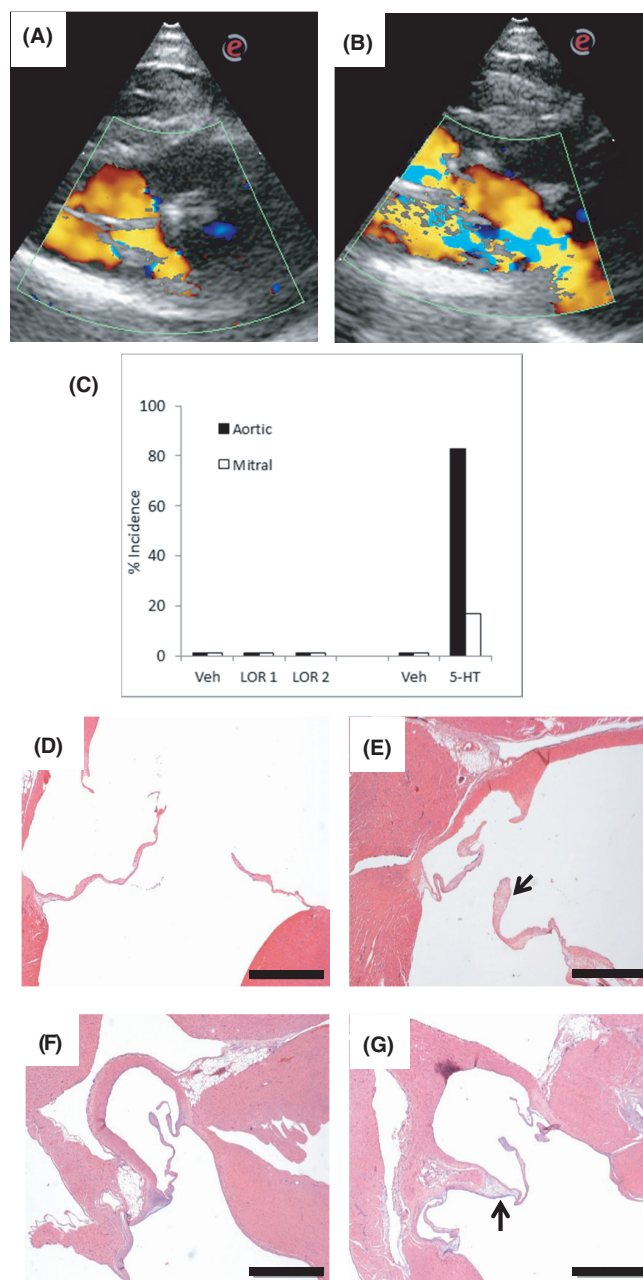 (A)
(B)
e
e
(C)
100
80
60
40
20
0
% Incidence
Aortic
Mitral
Veh
LOR 1
LOR 2
Veh
5-HT
(D)
(E)
(F)
(G)